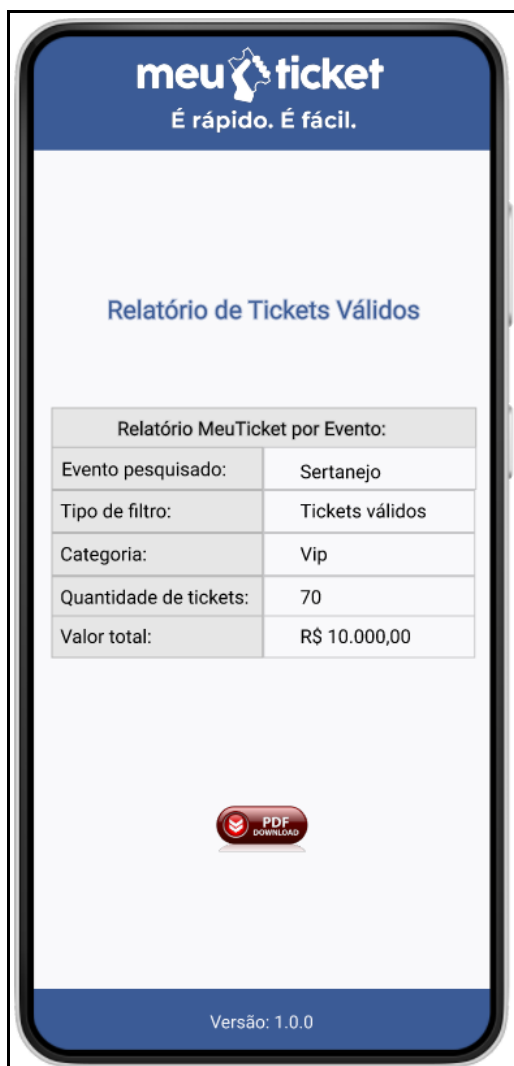 meu ticket
É rápido. É fácil.
Relatório de Tickets Válidos
Relatório MeuTicket por Evento:
Evento pesquisado: Sertanejo
Tipo de filtro: Tickets válidos
Categoria: Vip
Quantidade de tickets: 70
Valor total: R$ 10.000,00
PDF
DOWNLOAD
Versão: 1.0.0